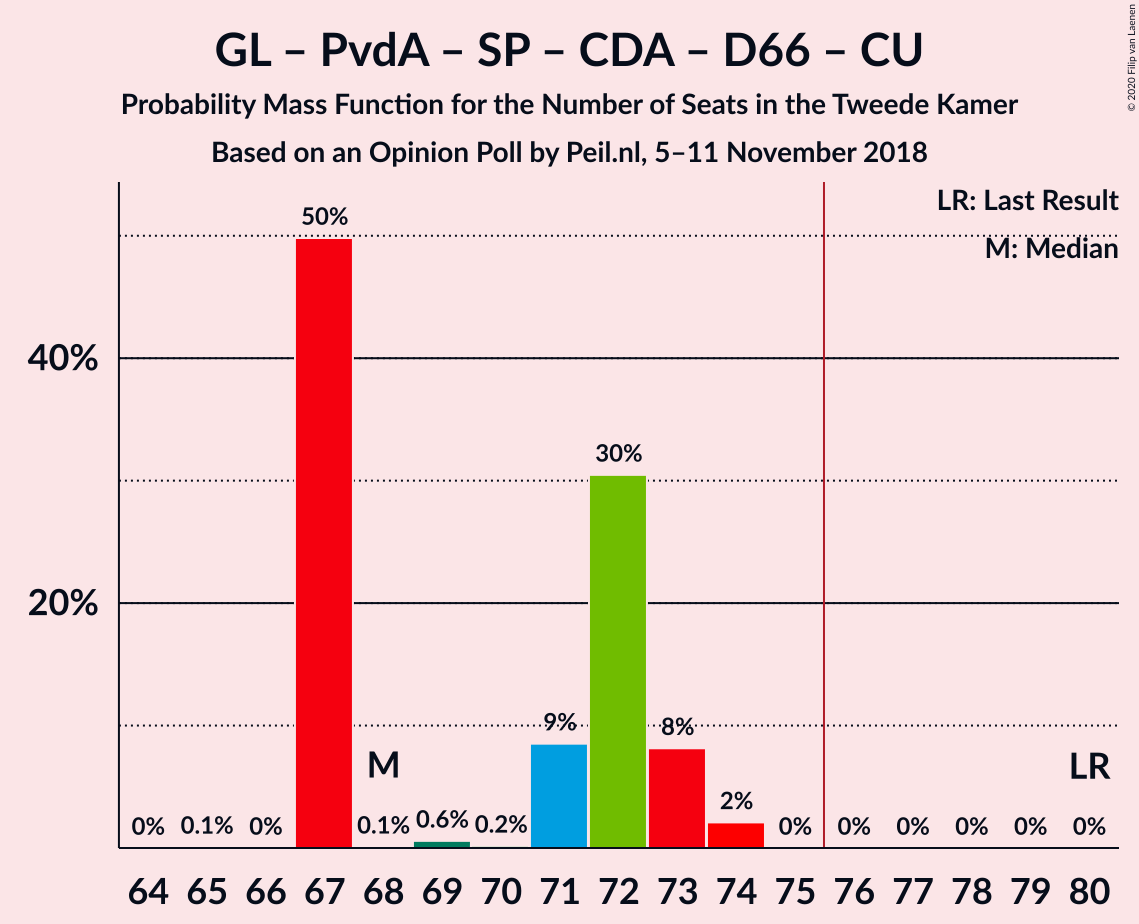 GL – PvdA – SP – CDA – D66 – CU
Probability Mass Function for the Number of Seats in the Tweede Kamer
Based on an Opinion Poll by Peil.nl, 5–11 November 2018
© 2020 Filip van Laenen
LR: Last Result
M: Median
50%
40%
30%
20%
9%
8%
M
LR
2%
0% 0.1% 0% 0.1% 0.6% 0.2% 0% 0% 0% 0% 0% 0%
64 65 66 67 68 69 70 71 72 73 74 75 76 77 78 79 80